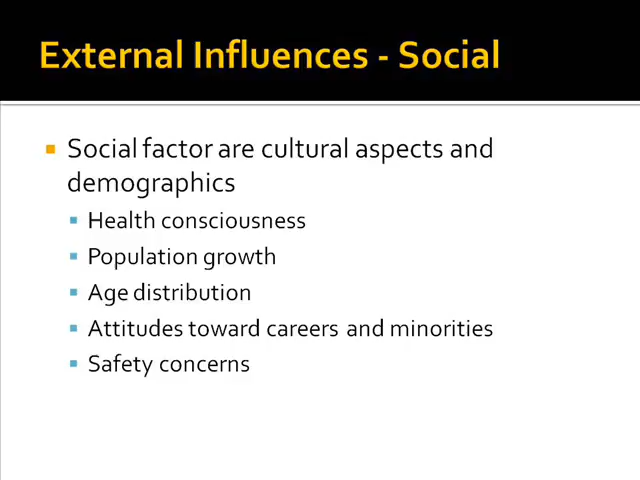 External Influences - Social
Social factor are cultural aspects and
demographics
Health consciousness
Population growth
Age distribution
Attitudes toward careers and minorities
Safety concerns